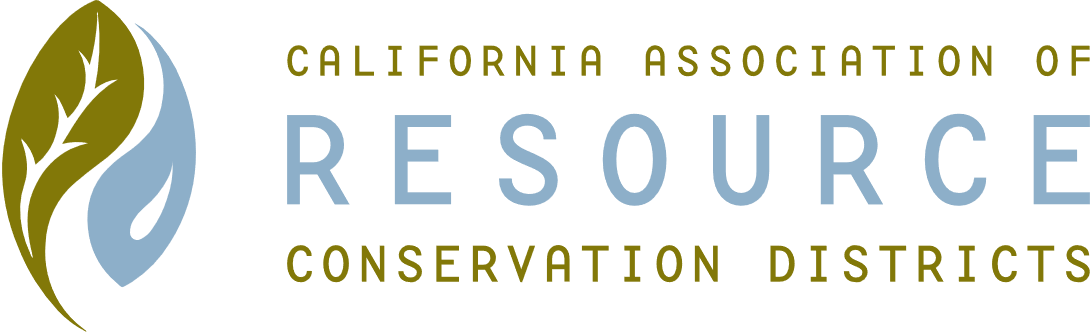 CALIFORNIA ASSOCIATION OF
RESOURCE
CONSERVATION DISTRICTS